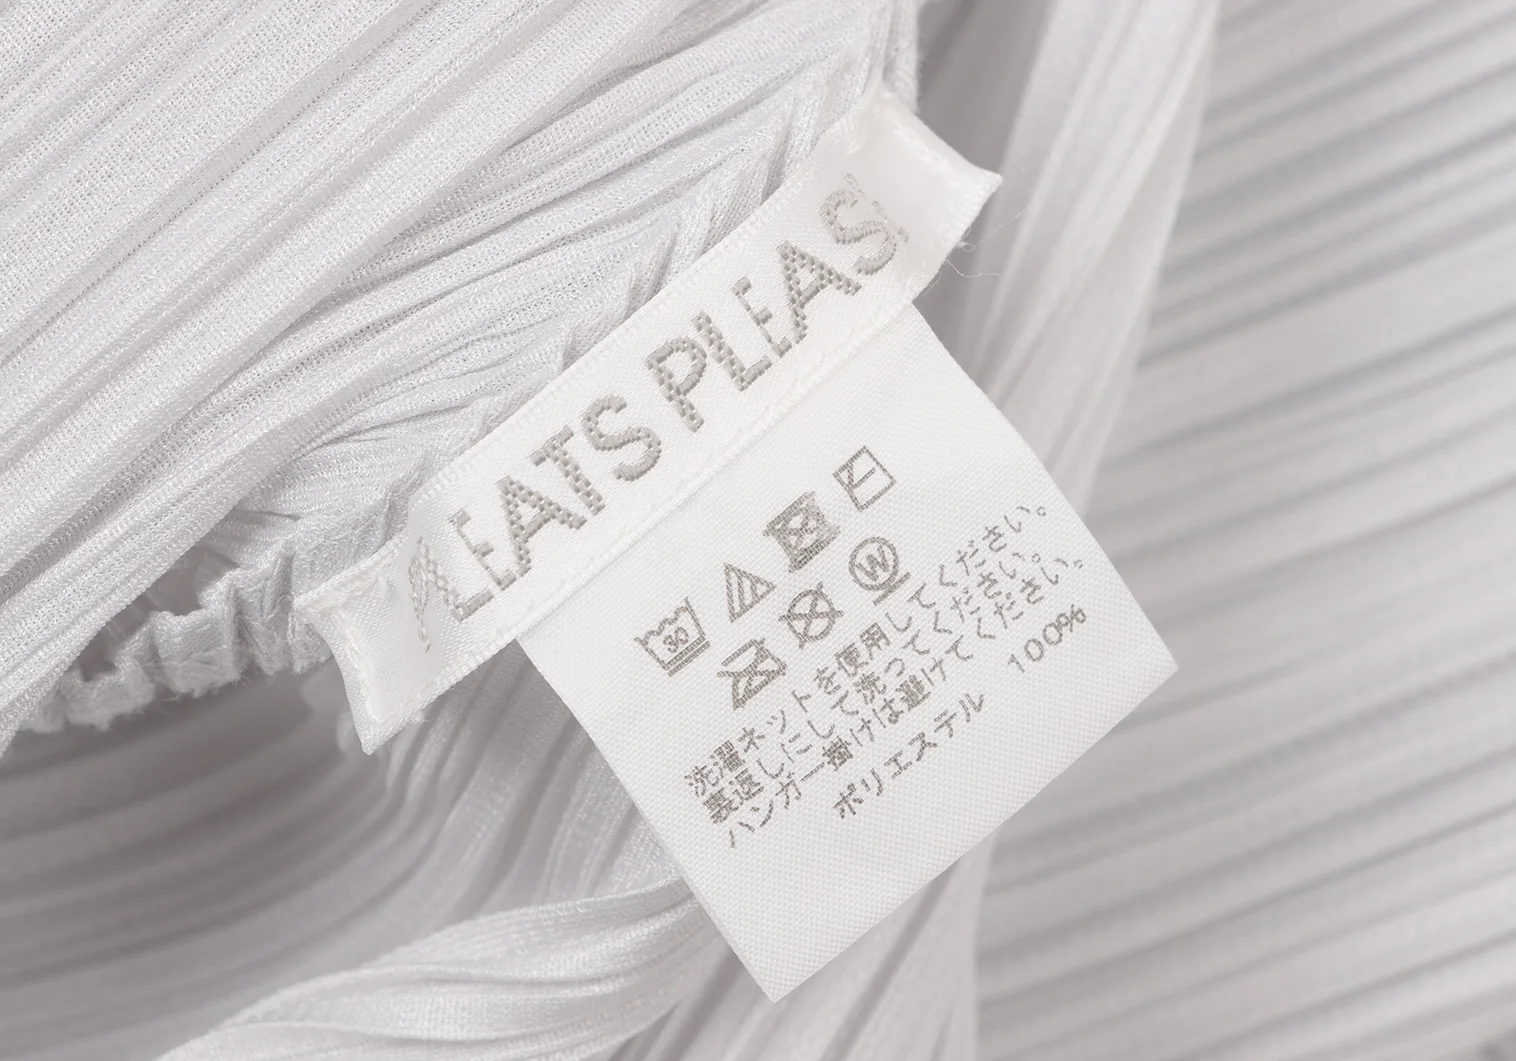 PLEATS PLEASE
30
W
洗濯ネットを使用してください。
裏返しにして洗ってください。
ハンガー掛けは避けてください。
ポリエステル 100%